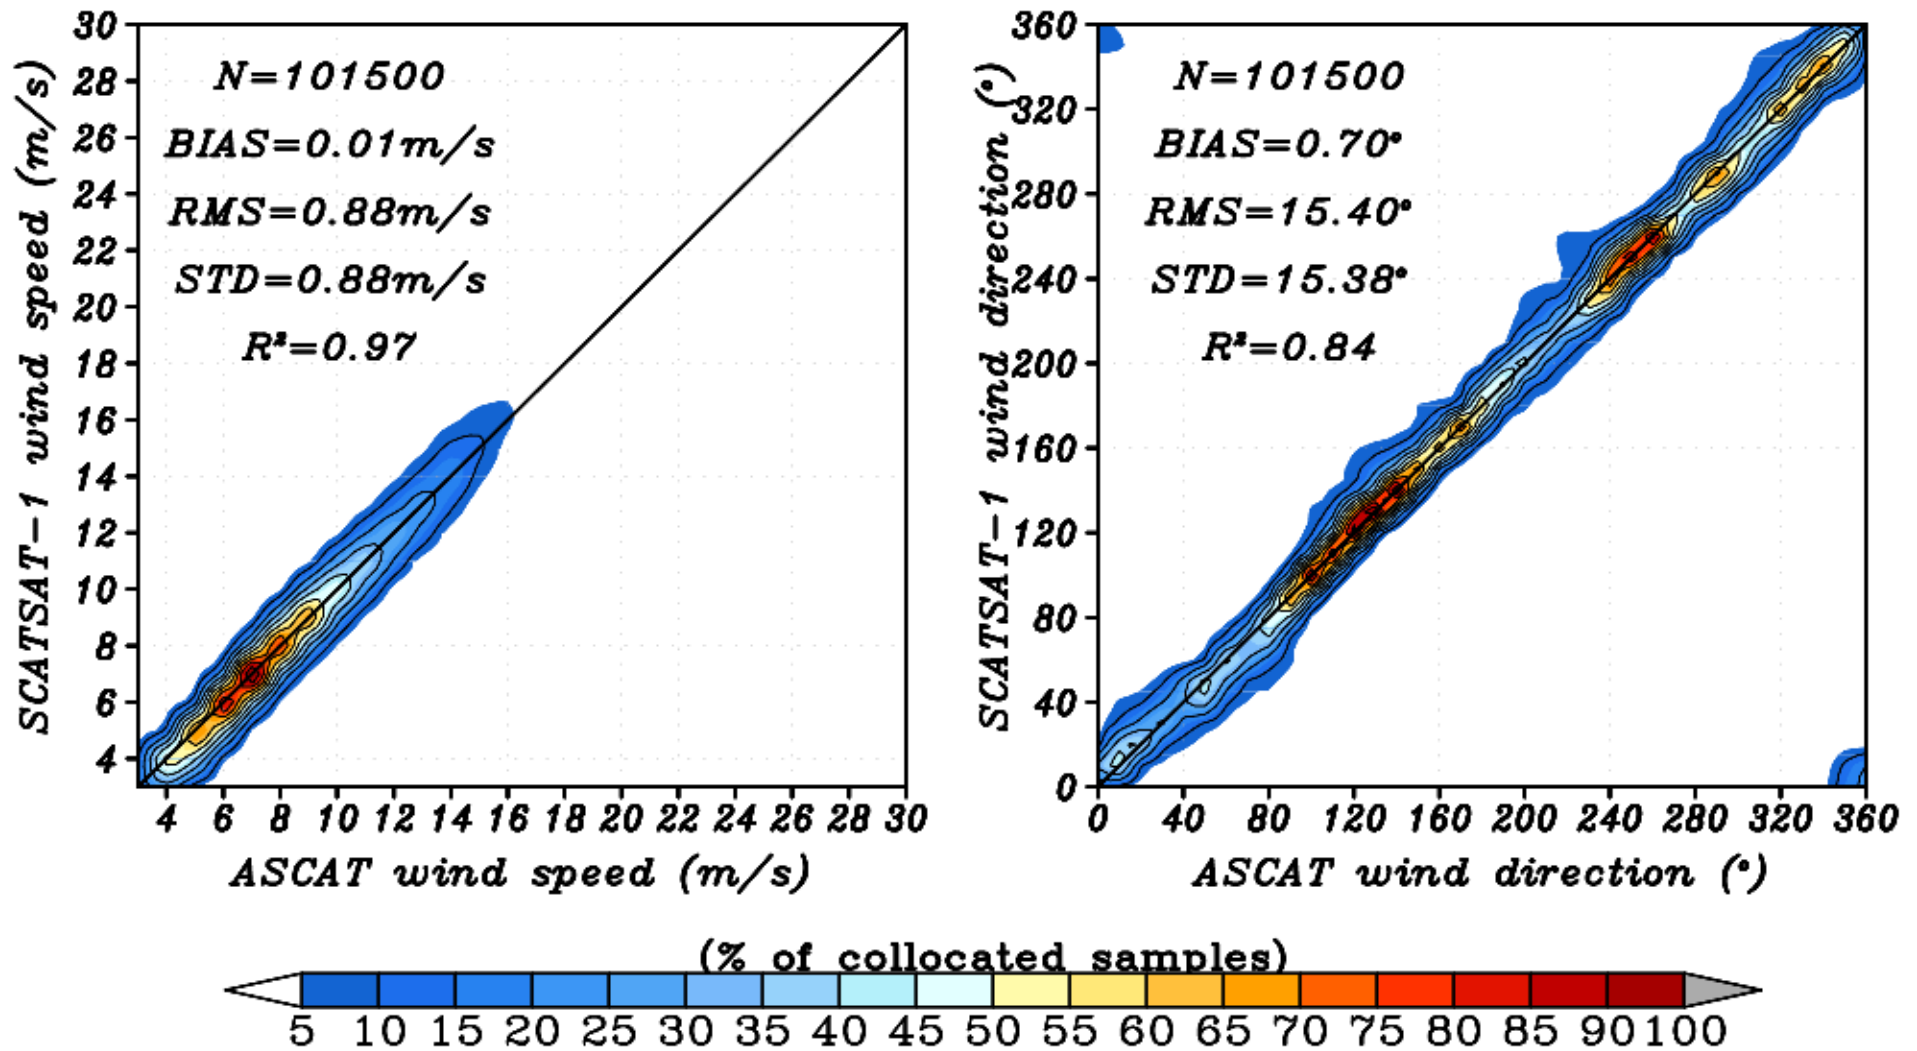 30
28
26
24
22
20
18
16
14
12
10
8
6
4
SCATSAT-1 wind speed (m/s)
N=101500
BIAS=0.01m/s
RMS=0.88m/s
STD=0.88m/s
R²=0.97
4 6 8 10 12 14 16 18 20 22 24 26 28 30
ASCAT wind speed (m/s)
360
320
280
240
200
160
120
80
40
0
SCATSAT-1 wind direction (°)
N=101500
BIAS=0.70°
RMS=15.40°
STD=15.38°
R²=0.84
0 40 80 120 160 200 240 280 320 360
ASCAT wind direction (°)
(% of collocated samples)
5 10 15 20 25 30 35 40 45 50 55 60 65 70 75 80 85 90 100